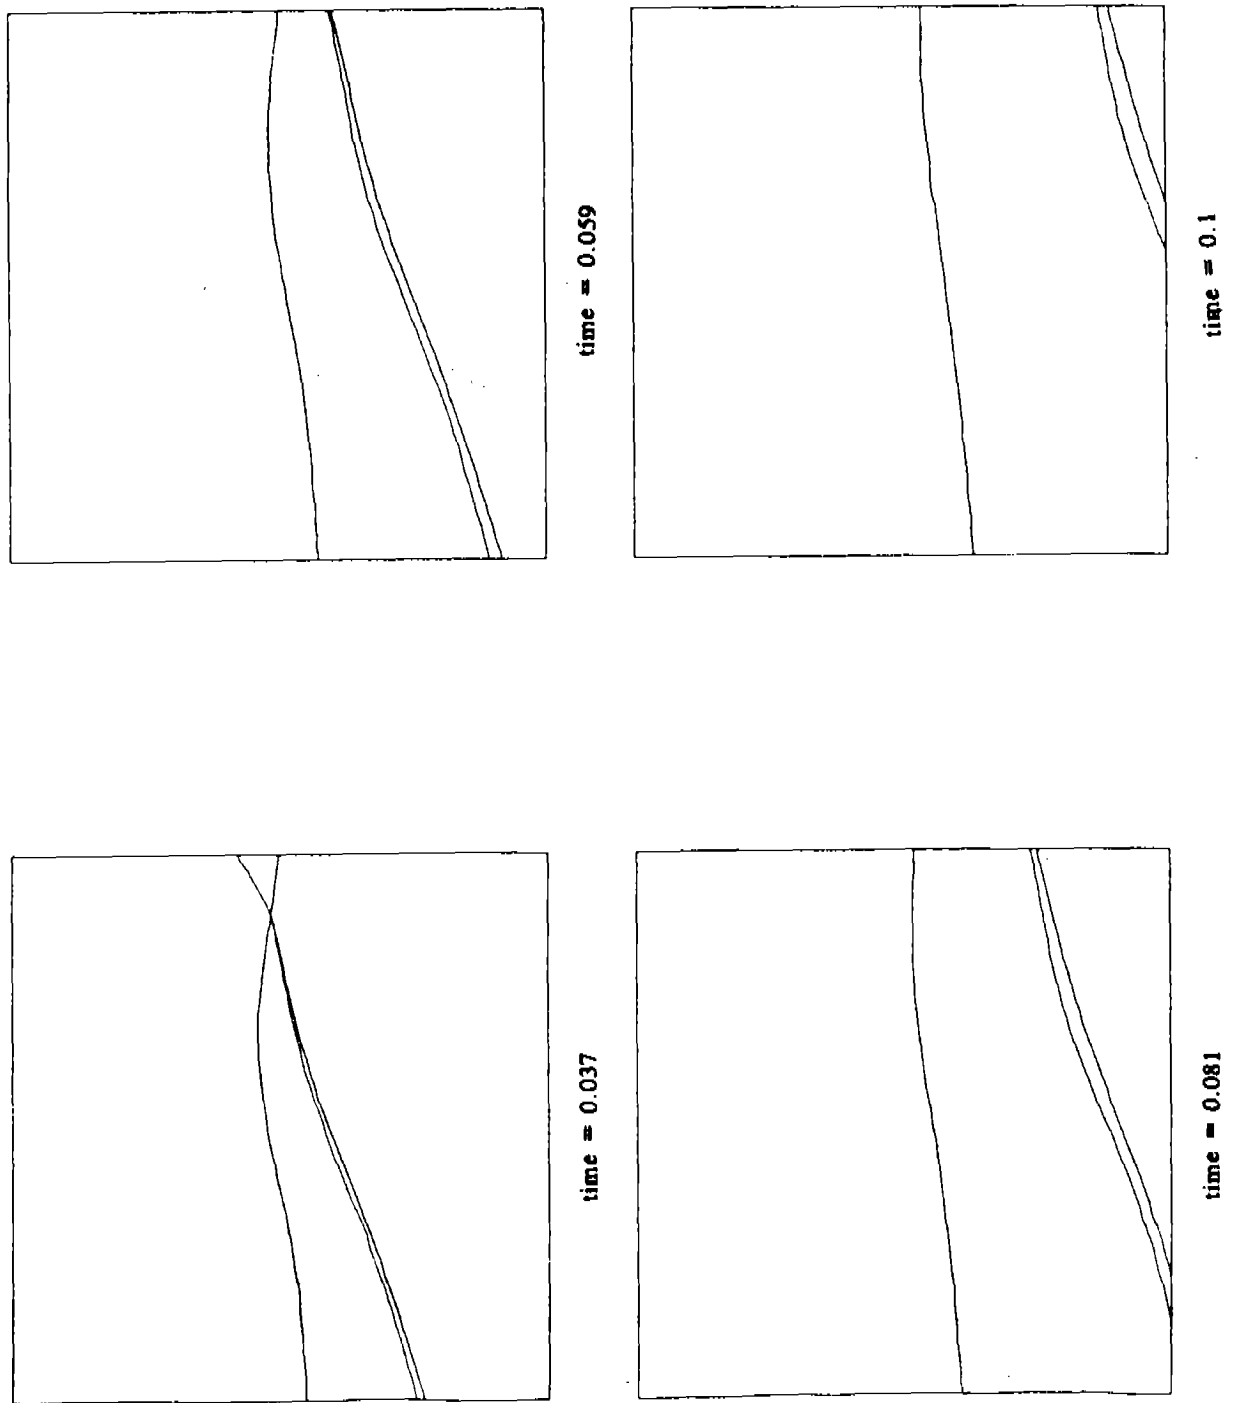 time = 0.037
time = 0.059
time = 0.081
time = 0.1